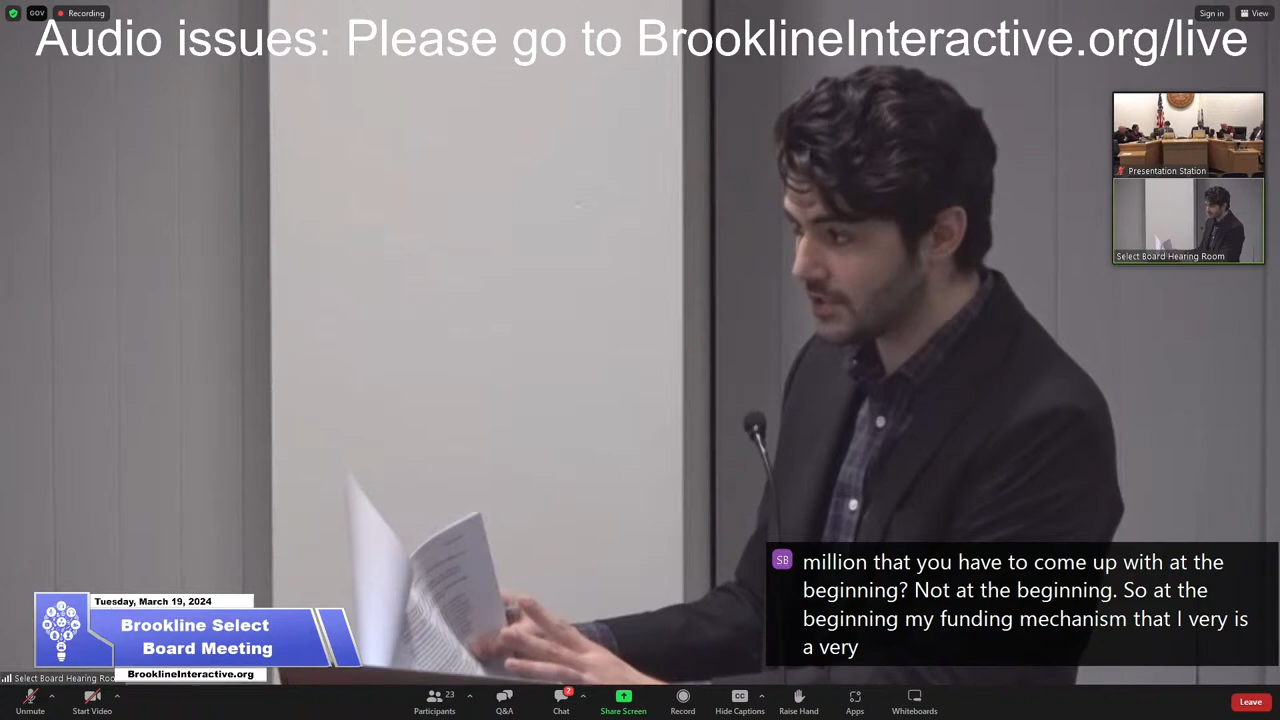 GOV
Recording
Sign in
View
Audio issues: Please go to BrooklineInteractive.org/live
Presentation Station
Select Board Hearing Room
SB
million that you have to come up with at the
beginning? Not at the beginning. So at the
beginning my funding mechanism that I very is
a very
Tuesday, March 19, 2024
Brookline Select
Board Meeting
BrooklineInteractive.org
Select Board Hearing Roo
Unmute
Start Video
Participants
23
Q&A
Chat
2
Share Screen
Record
CC
Hide Captions
Raise Hand
Apps
Whiteboards
Leave